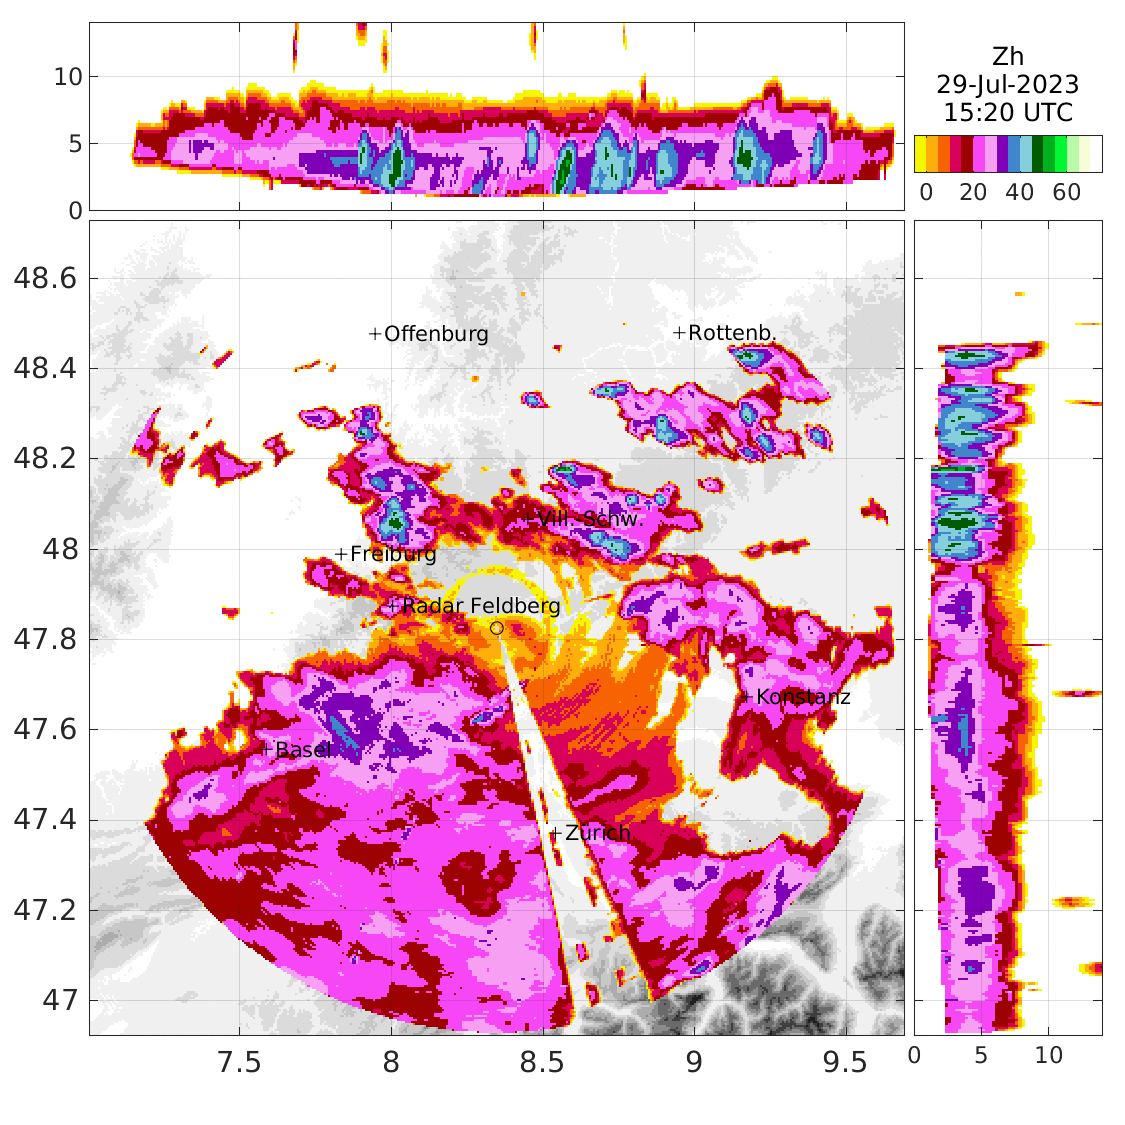 Zh
29-Jul-2023
15:20 UTC
0 20 40 60
10
5
0
48.6
48.4
48.2
48
47.8
47.6
47.4
47.2
47
+Offenburg
+Rottenb.
+Vill.-Schw.
+Freiburg
+Radar Feldberg
+Konstanz
+Basel
+Zurich
7.5 8 8.5 9 9.5
0 5 10